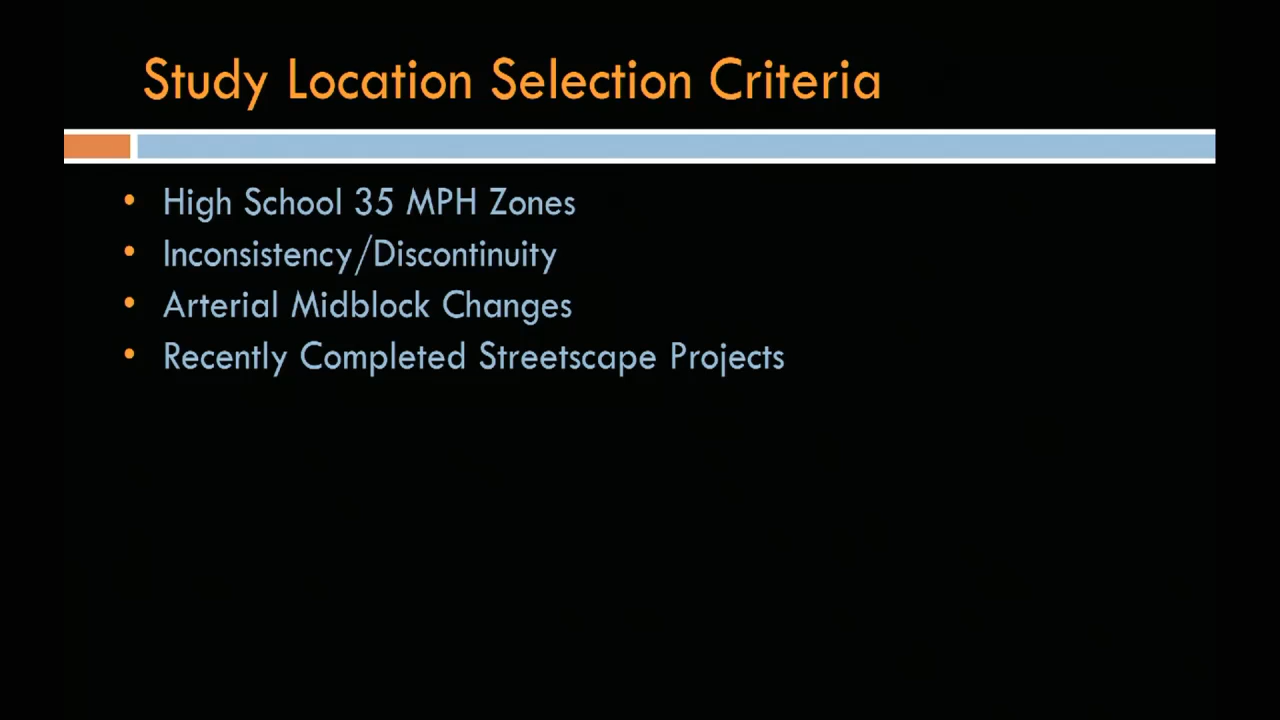 Study Location Selection Criteria
• High School 35 MPH Zones
• Inconsistency/Discontinuity
• Arterial Midblock Changes
• Recently Completed Streetscape Projects